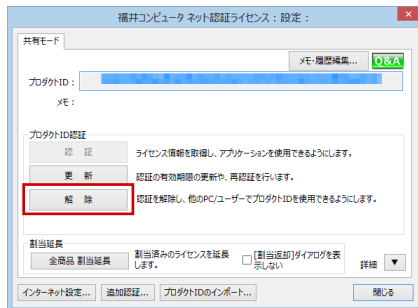 福井コンピュータ ネット認証ライセンス：設定：
×
共有モード
メモ・履歴編集...
Q&A
プロダクトID：
メモ：
プロダクトID認証
認 証
ライセンス情報を取得し、アプリケーションを使用できるようにします。
更 新
認証の有効期限の更新や、再認証を行います。
解 除
認証を解除し、他のPC/ユーザーでプロダクトIDを使用できるようにします。
割当延長
全商品 割当延長
割当済みのライセンスを延長
します。
[割当返却]ダイアログを表
示しない
詳細 ▼
インターネット設定...
追加認証...
プロダクトIDのインポート...
閉じる